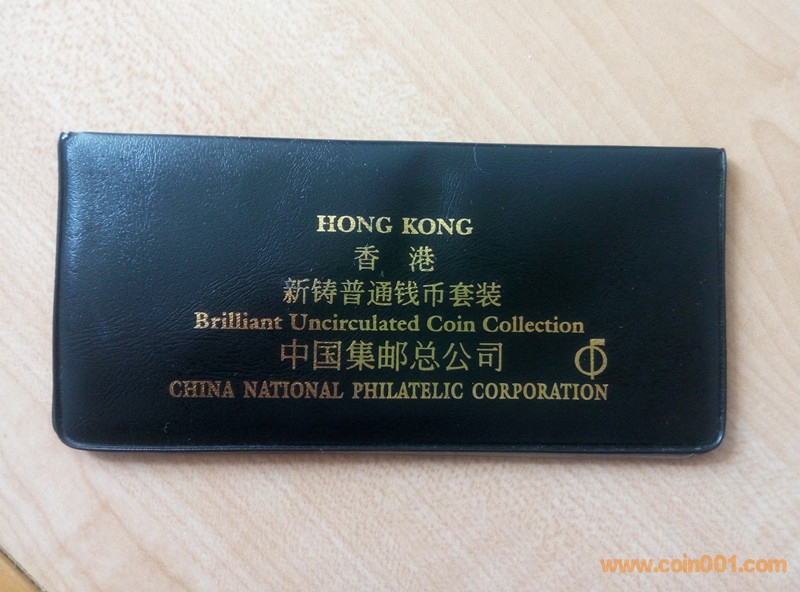 HONG KONG
香 港
新铸普通钱币套装
Brilliant Uncirculated Coin Collection
中国集邮总公司
CHINA NATIONAL PHILATELIC CORPORATION
www.coin001.com